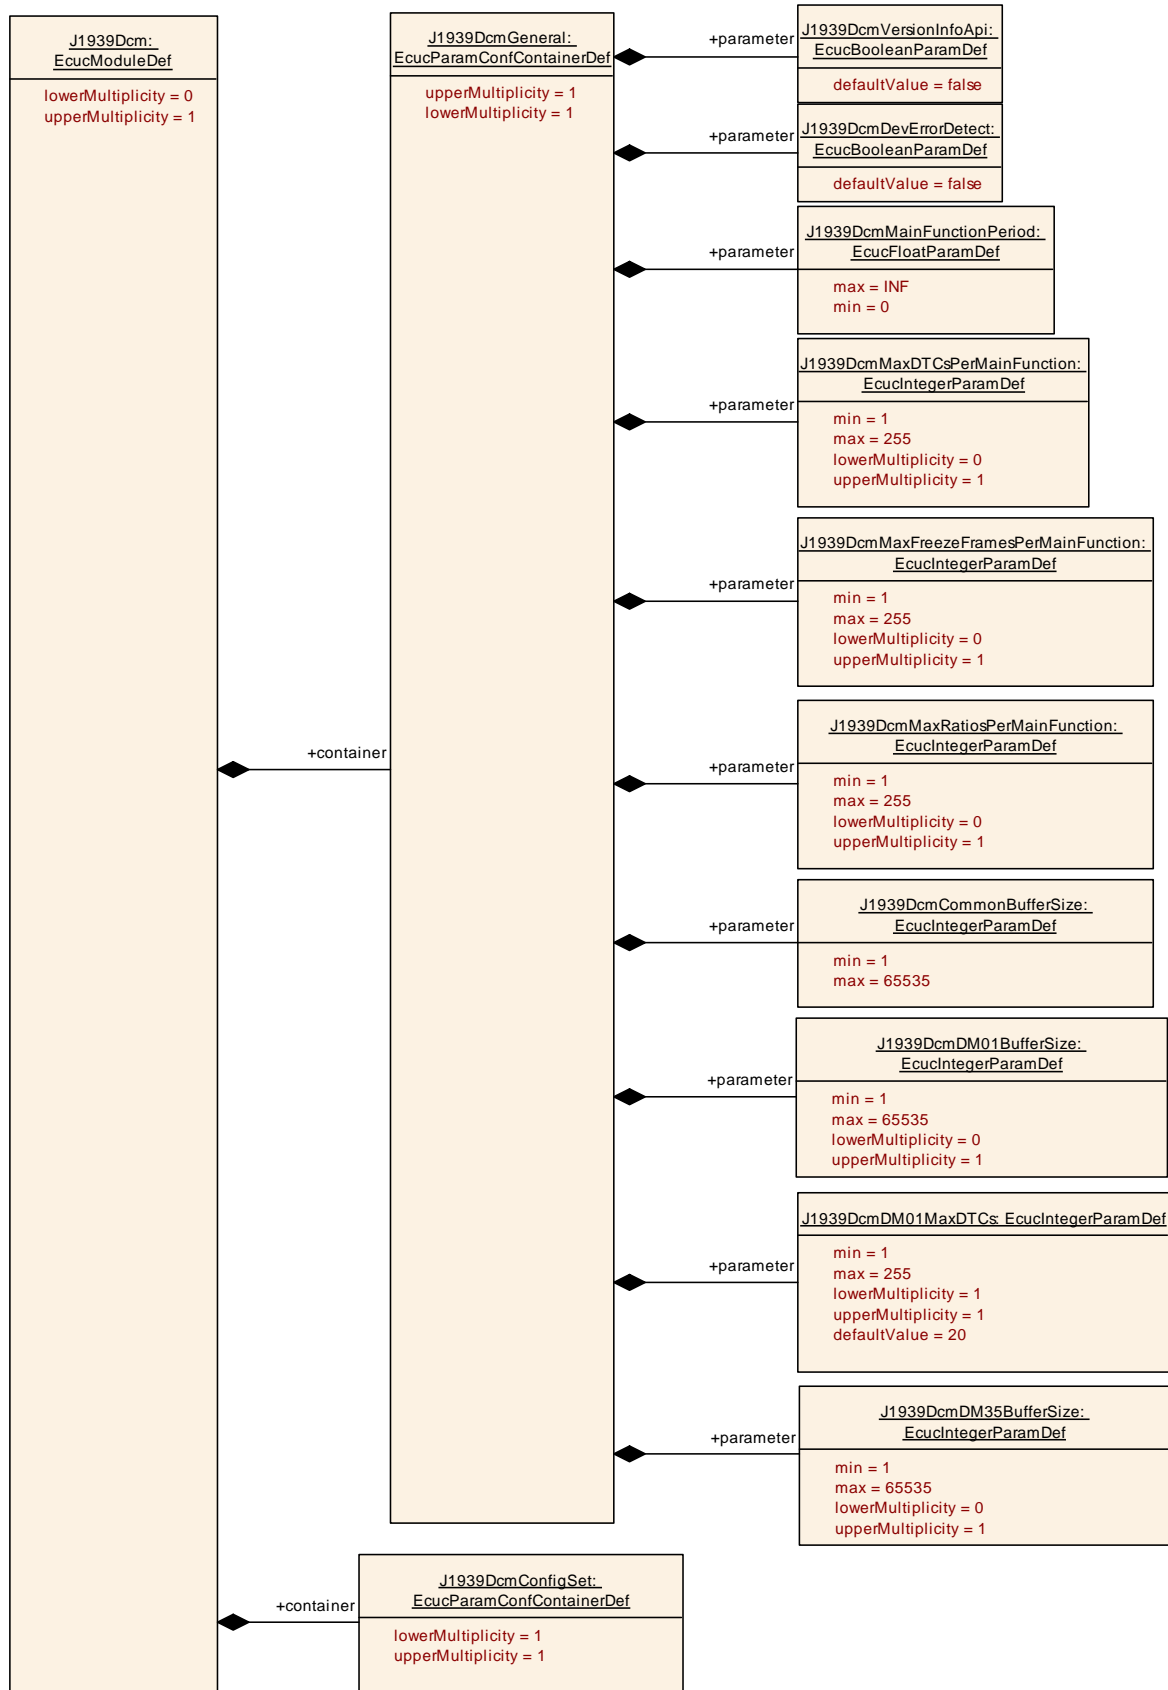 J1939Dcm:
EcucModuleDef
lowerMultiplicity = 0
upperMultiplicity = 1
J1939DcmGeneral:
EcucParamConfContainerDef
upperMultiplicity = 1
lowerMultiplicity = 1
+parameter
J1939DcmVersionInfoApi:
EcucBooleanParamDef
defaultValue = false
+parameter
J1939DcmDevErrorDetect:
EcucBooleanParamDef
defaultValue = false
+parameter
J1939DcmMainFunctionPeriod:
EcucFloatParamDef
max = INF
min = 0
+parameter
J1939DcmMaxDTCsPerMainFunction:
EcucIntegerParamDef
min = 1
max = 255
lowerMultiplicity = 0
upperMultiplicity = 1
+parameter
J1939DcmMaxFreezeFramesPerMainFunction:
EcucIntegerParamDef
min = 1
max = 255
lowerMultiplicity = 0
upperMultiplicity = 1
+container
+parameter
J1939DcmMaxRatiosPerMainFunction:
EcucIntegerParamDef
min = 1
max = 255
lowerMultiplicity = 0
upperMultiplicity = 1
+parameter
J1939DcmCommonBufferSize:
EcucIntegerParamDef
min = 1
max = 65535
+parameter
J1939DcmDM01BufferSize:
EcucIntegerParamDef
min = 1
max = 65535
lowerMultiplicity = 0
upperMultiplicity = 1
+parameter
J1939DcmDM01MaxDTCs: EcucIntegerParamDef
min = 1
max = 255
lowerMultiplicity = 1
upperMultiplicity = 1
defaultValue = 20
+parameter
J1939DcmDM35BufferSize:
EcucIntegerParamDef
min = 1
max = 65535
lowerMultiplicity = 0
upperMultiplicity = 1
+container
J1939DcmConfigSet:
EcucParamConfContainerDef
lowerMultiplicity = 1
upperMultiplicity = 1